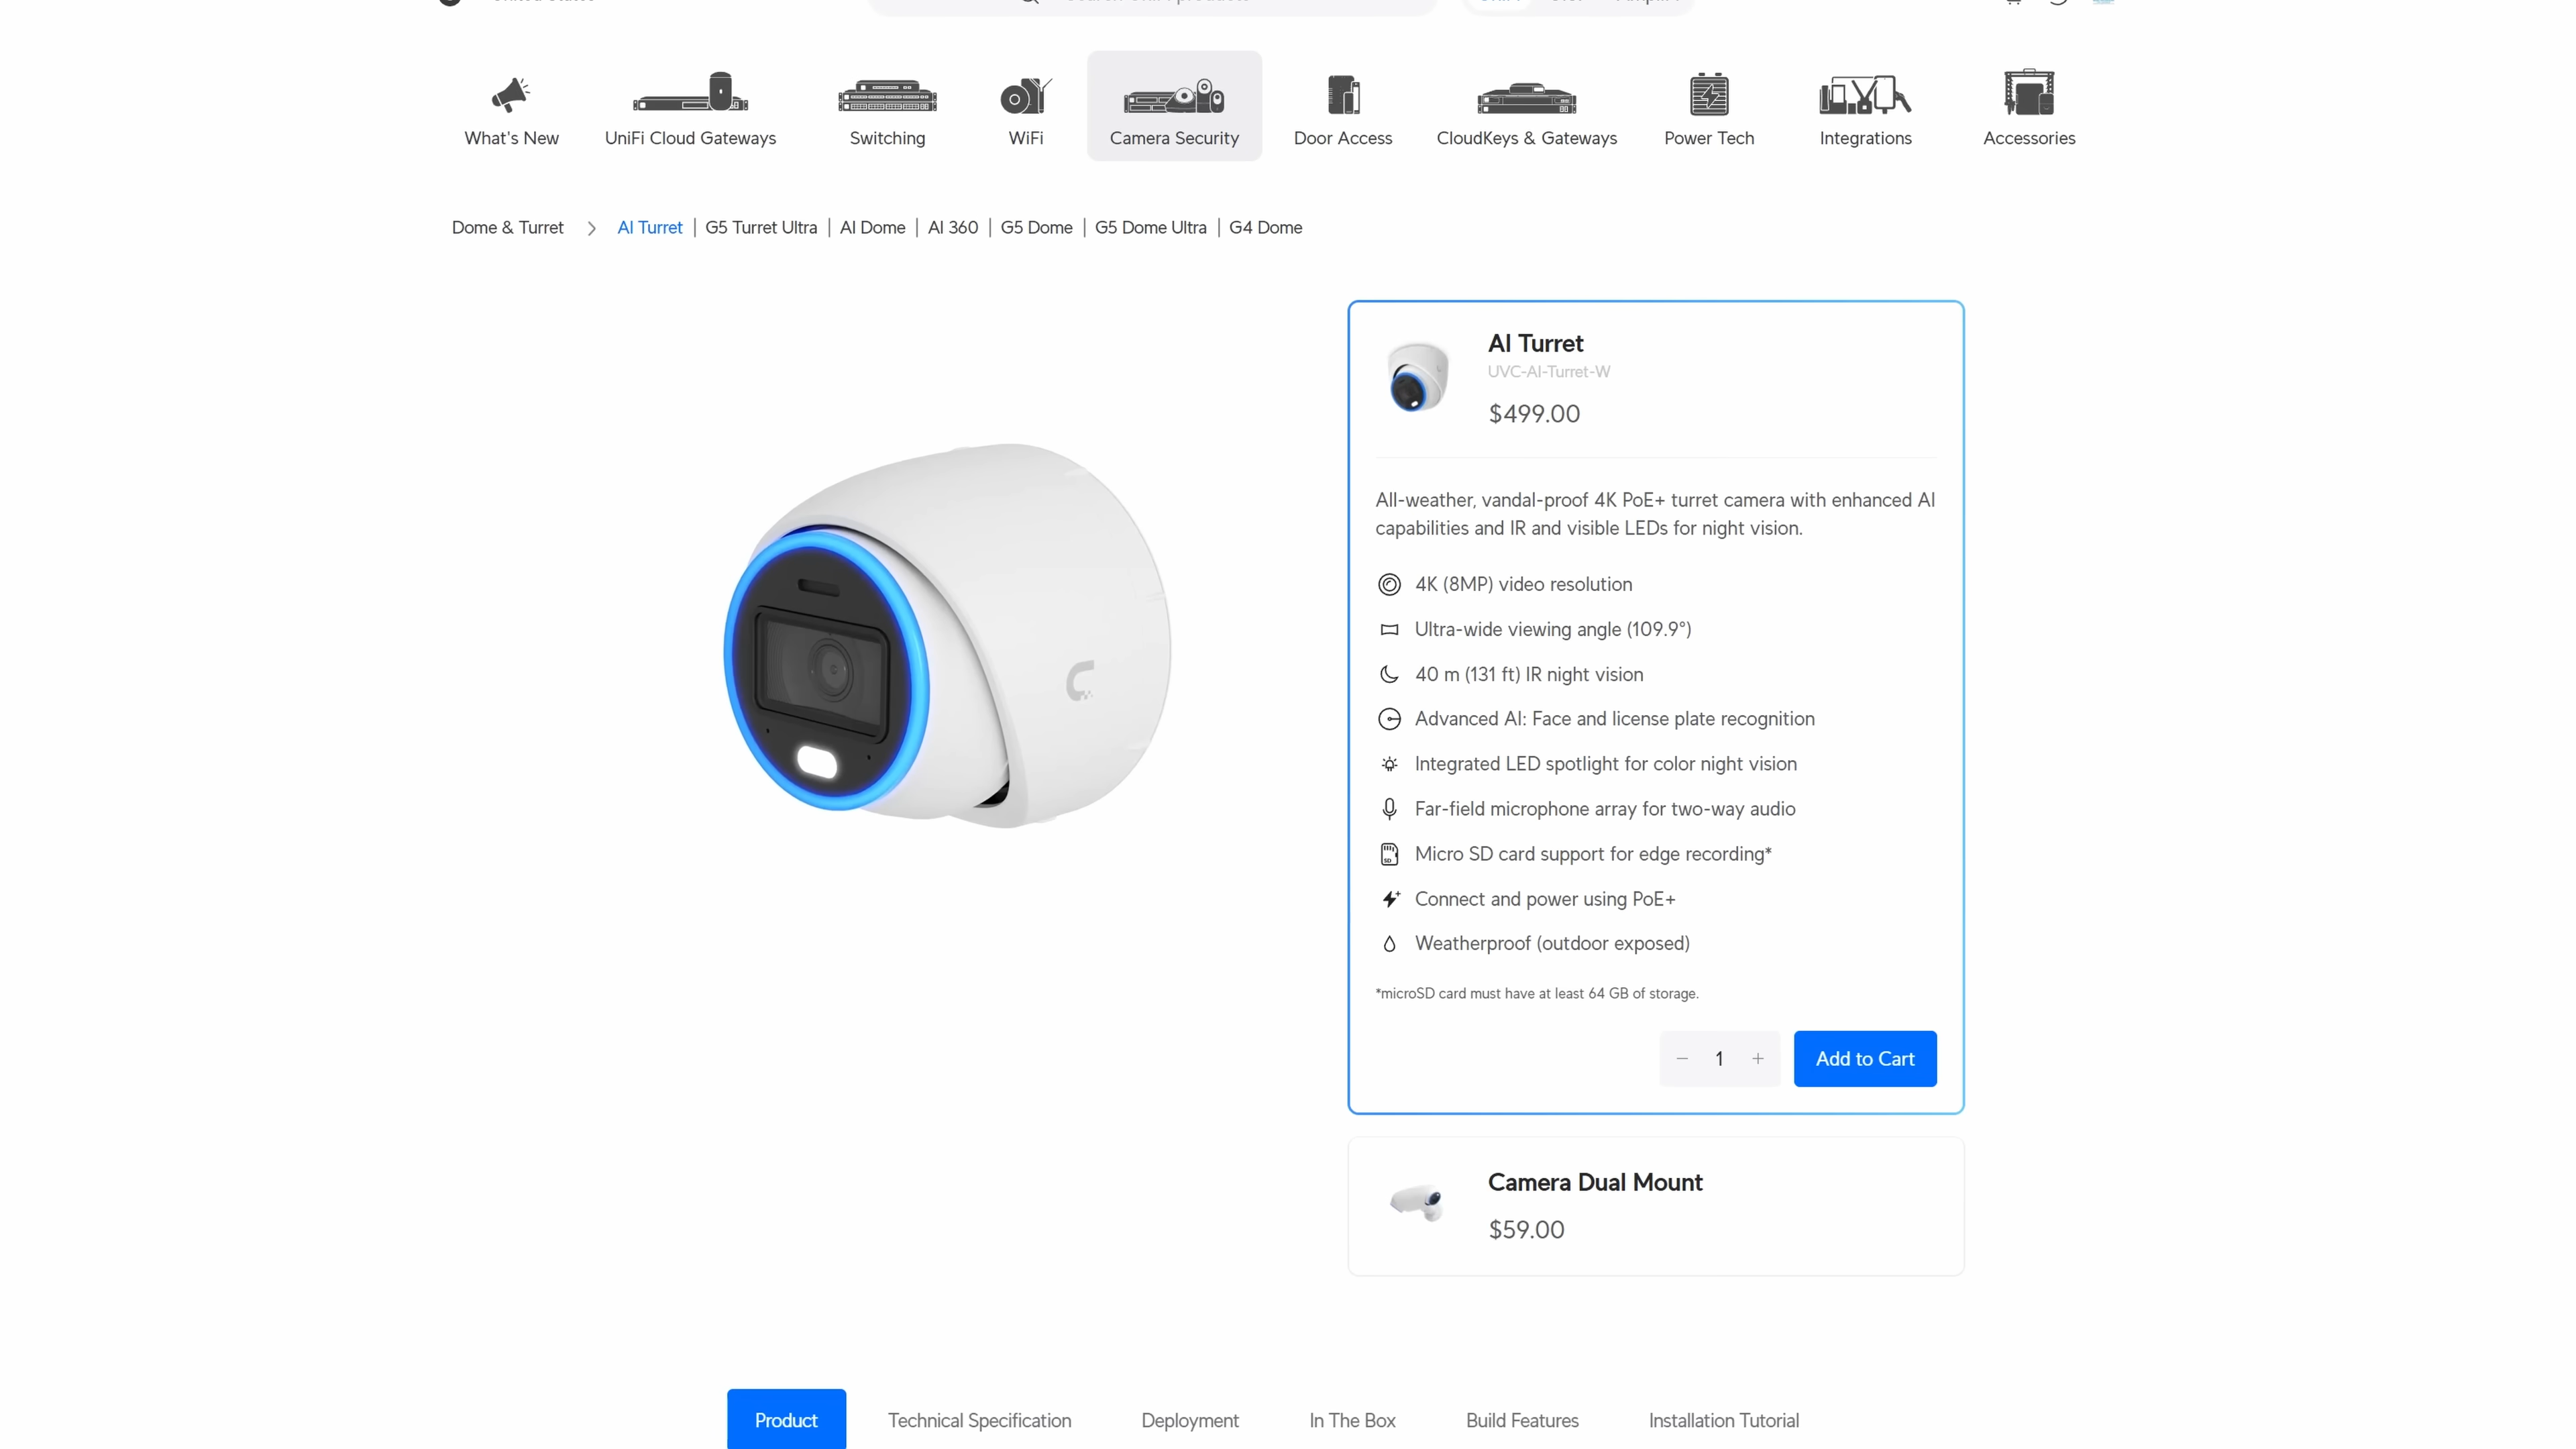 What's New
UniFi Cloud Gateways
Switching
WiFi
Camera Security
Door Access
CloudKeys & Gateways
Power Tech
Integrations
Accessories
Dome & Turret
AI Turret | G5 Turret Ultra | AI Dome | AI 360 | G5 Dome | G5 Dome Ultra | G4 Dome
AI Turret
UVC-AI-Turret-W
$499.00
All-weather, vandal-proof 4K PoE+ turret camera with enhanced AI
capabilities and IR and visible LEDs for night vision.
4K (8MP) video resolution
Ultra-wide viewing angle (109.9°)
40 m (131 ft) IR night vision
Advanced AI: Face and license plate recognition
Integrated LED spotlight for color night vision
Far-field microphone array for two-way audio
SD
Micro SD card support for edge recording*
Connect and power using PoE+
Weatherproof (outdoor exposed)
*microSD card must have at least 64 GB of storage.
1
Add to Cart
Camera Dual Mount
$59.00
Product
Technical Specification
Deployment
In The Box
Build Features
Installation Tutorial